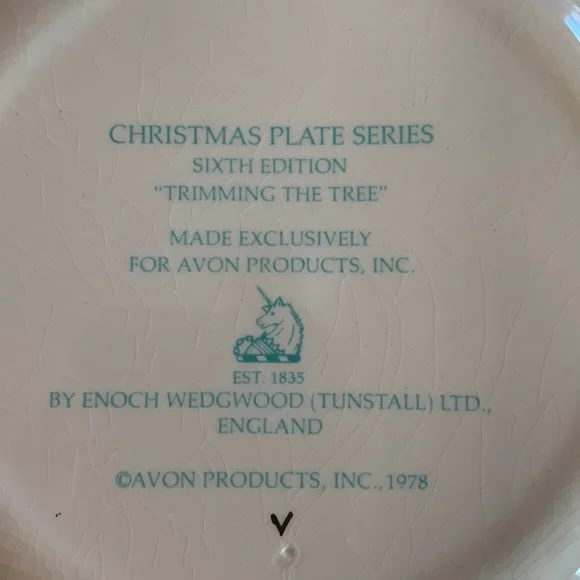 CHRISTMAS PLATE SERIES
SIXTH EDITION
"TRIMMING THE TREE"
MADE EXCLUSIVELY
FOR AVON PRODUCTS, INC.
EST. 1835
BY ENOCH WEDGWOOD (TUNSTALL) LTD.,
ENGLAND
©AVON PRODUCTS, INC., 1978
V